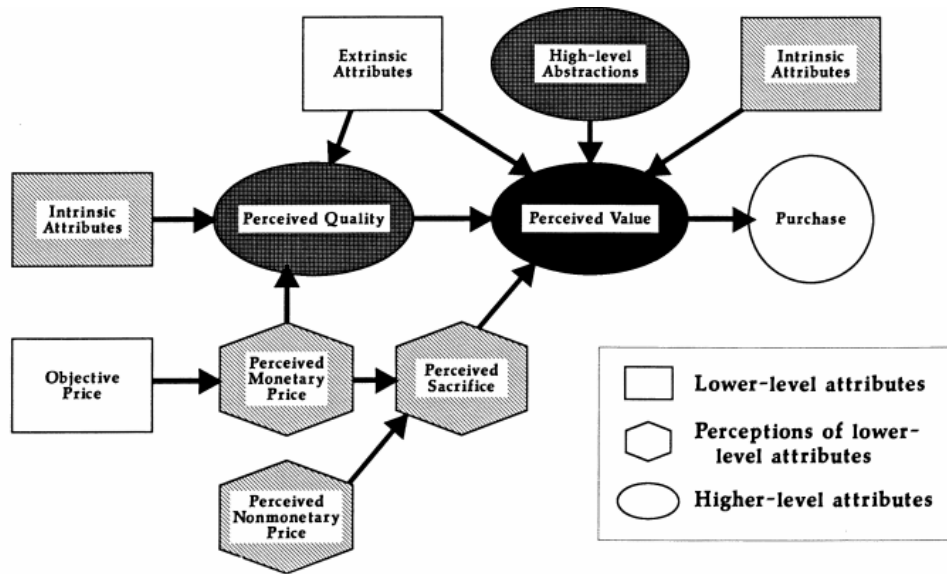 Extrinsic
Attributes
High-level
Abstractions
Intrinsic
Attributes
Intrinsic
Attributes
Perceived Quality
Perceived Value
Purchase
Objective
Price
Perceived
Monetary
Price
Perceived
Sacrifice
Perceived
Nonmonetary
Price
Lower-level attributes
Perceptions of lower-
level attributes
Higher-level attributes